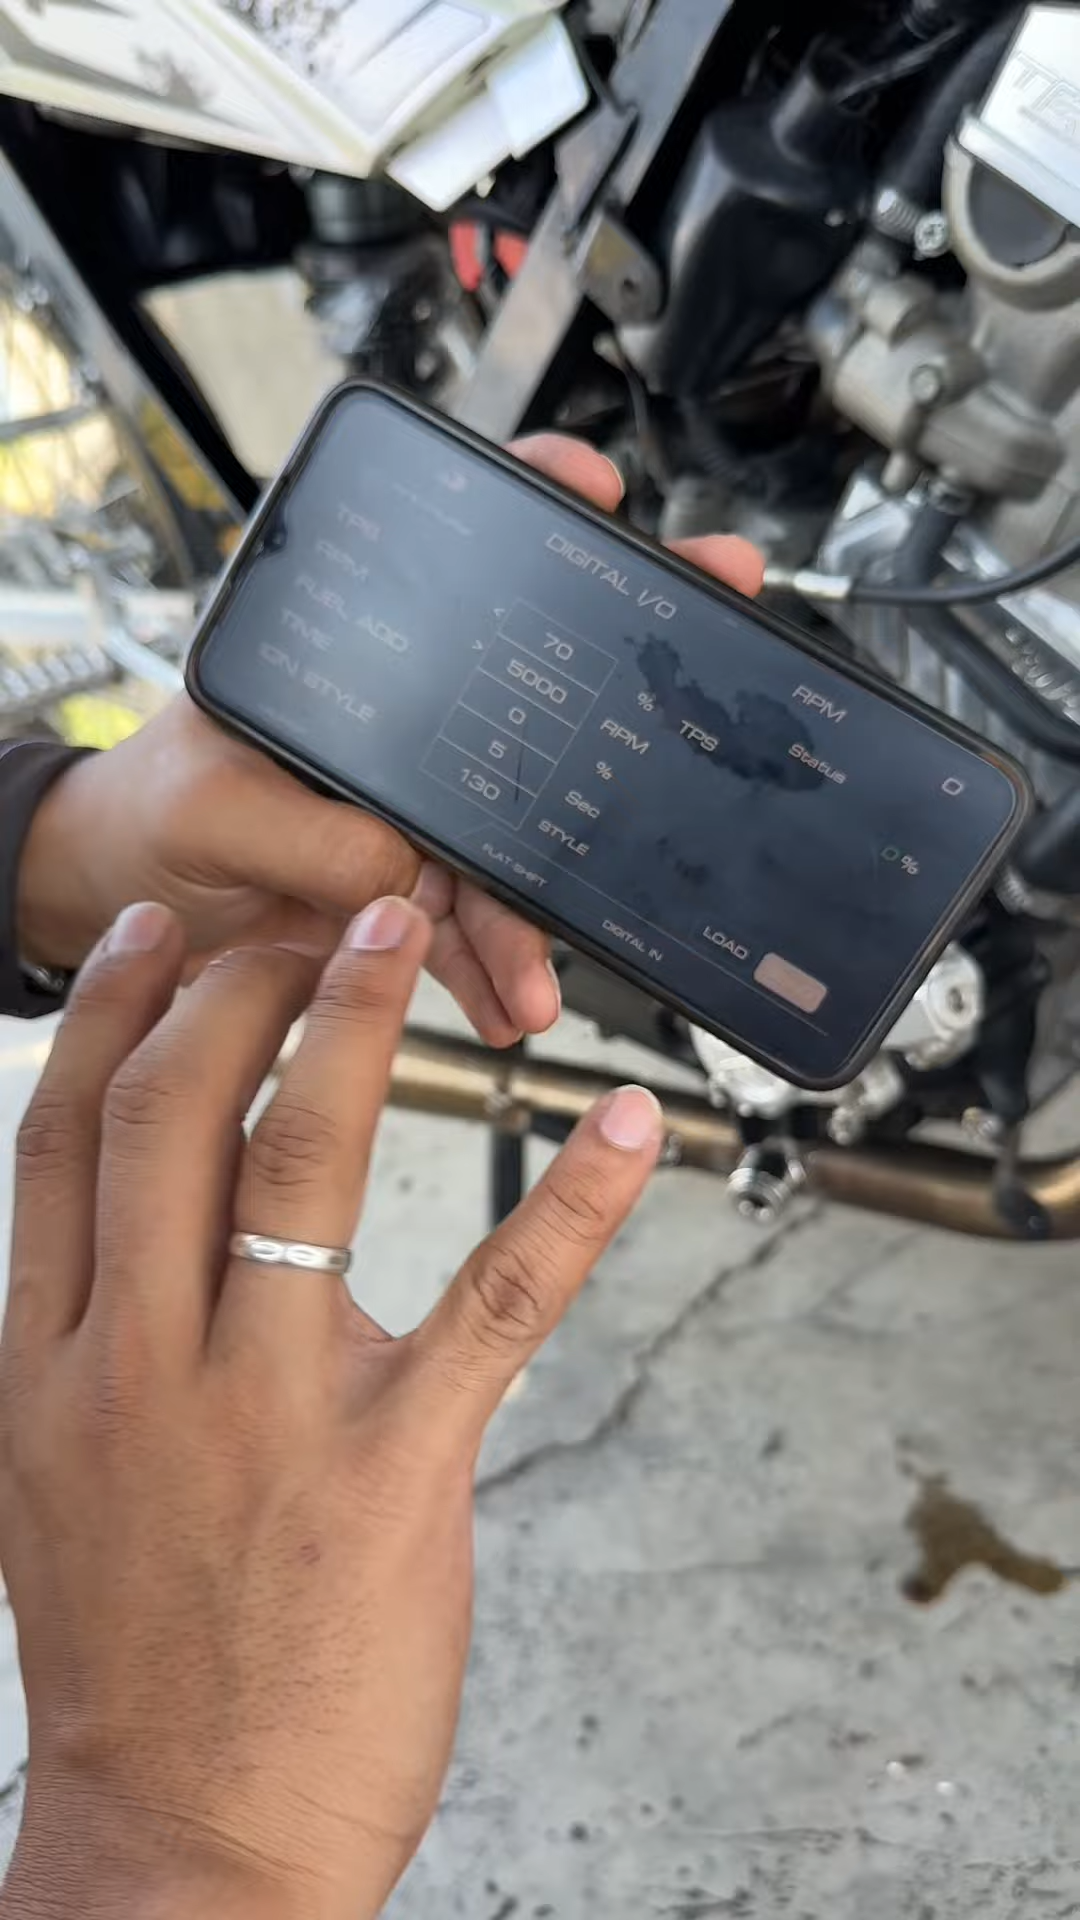 DIGITAL I/O
TPS < 70 %
RPM > 5000 RPM
FUEL ADD 0 %
TIME 5 Sec
IGN STYLE 130 STYLE
RPM 0
TPS Status 0 %
FLAT SHIFT
DIGITAL IN
LOAD